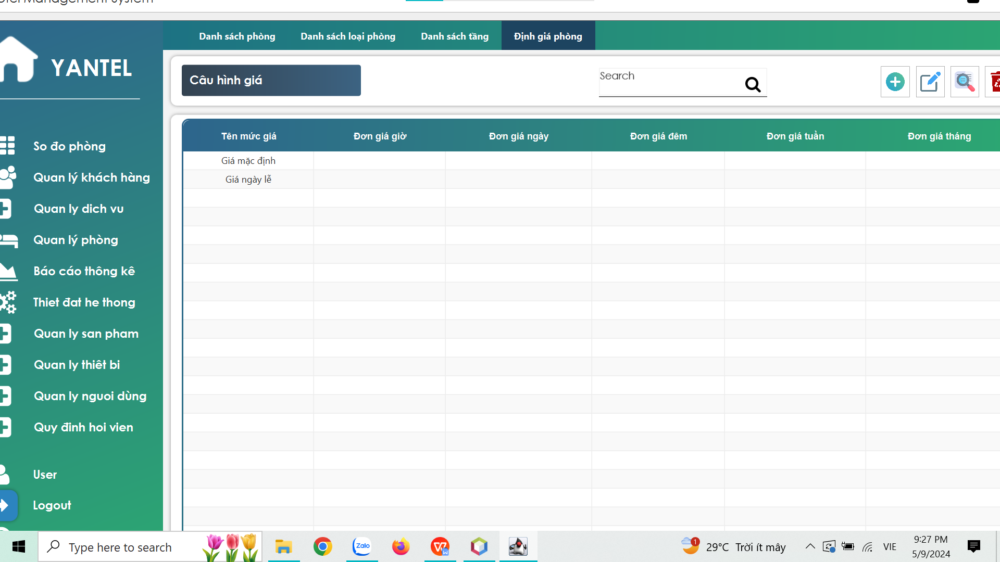 Management System
Danh sách phòng Danh sách loại phòng Danh sách tầng Định giá phòng
YANTEL
Câu hình giá
Search
Tên mức giá Đơn giá giờ Đơn giá ngày Đơn giá đêm Đơn giá tuần Đơn giá tháng
Giá mặc định
Giá ngày lễ
So đo phòng
Quan lý khách hàng
Quan ly dich vu
Quan lý phòng
Báo cáo thông kê
Thiet đat he thong
Quan ly san pham
Quan ly thiêt bi
Quan ly nguoi dùng
Quy đinh hoi vien
User
Logout
Type here to search
Zalo
W
1
29°C Trời ít mây
VIE
9:27 PM
5/9/2024